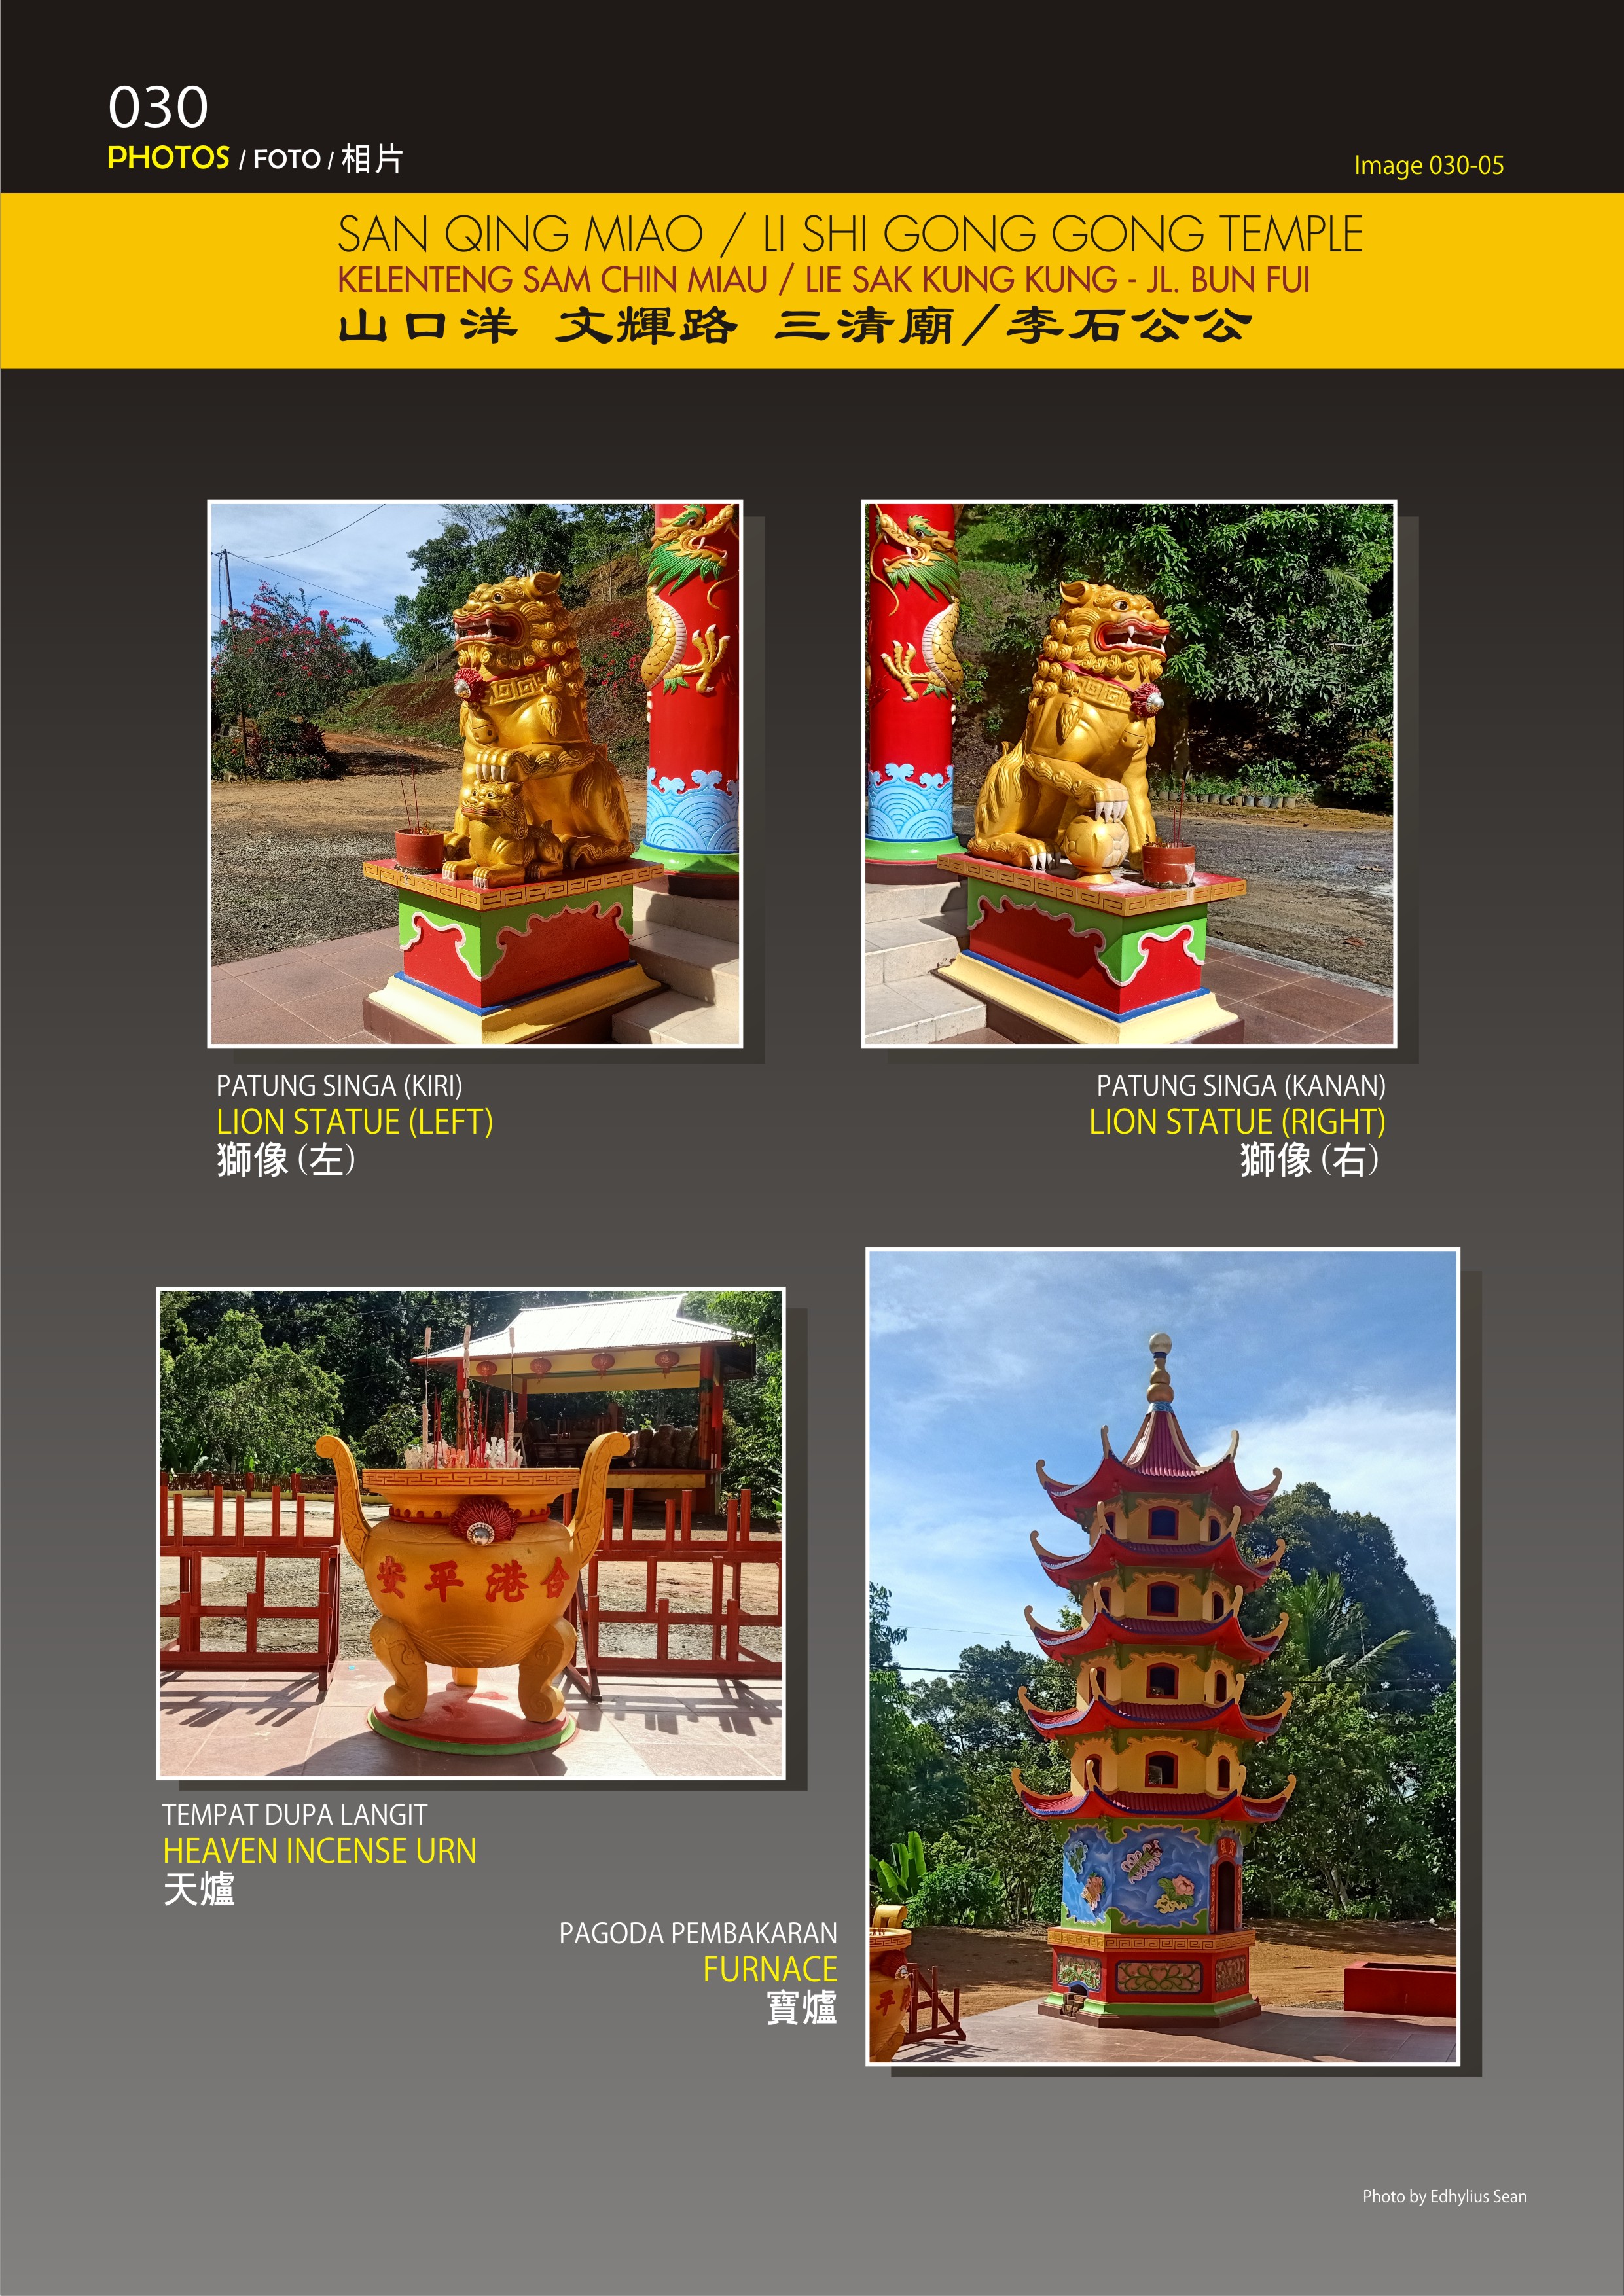 030
PHOTOS / FOTO / 相片
Image 030-05
SAN QING MIAO / LI SHI GONG GONG TEMPLE
KELENTENG SAM CHIN MIAU / LIE SAK KUNG KUNG - JL. BUN FUI
山口洋 文輝路 三清廟/李石公公
PATUNG SINGA (KIRI)
LION STATUE (LEFT)
獅像 (左)
PATUNG SINGA (KANAN)
LION STATUE (RIGHT)
獅像 (右)
安平港合
TEMPAT DUPA LANGIT
HEAVEN INCENSE URN
天爐
PAGODA PEMBAKARAN
FURNACE
寶爐
平
Photo by Edhylius Sean